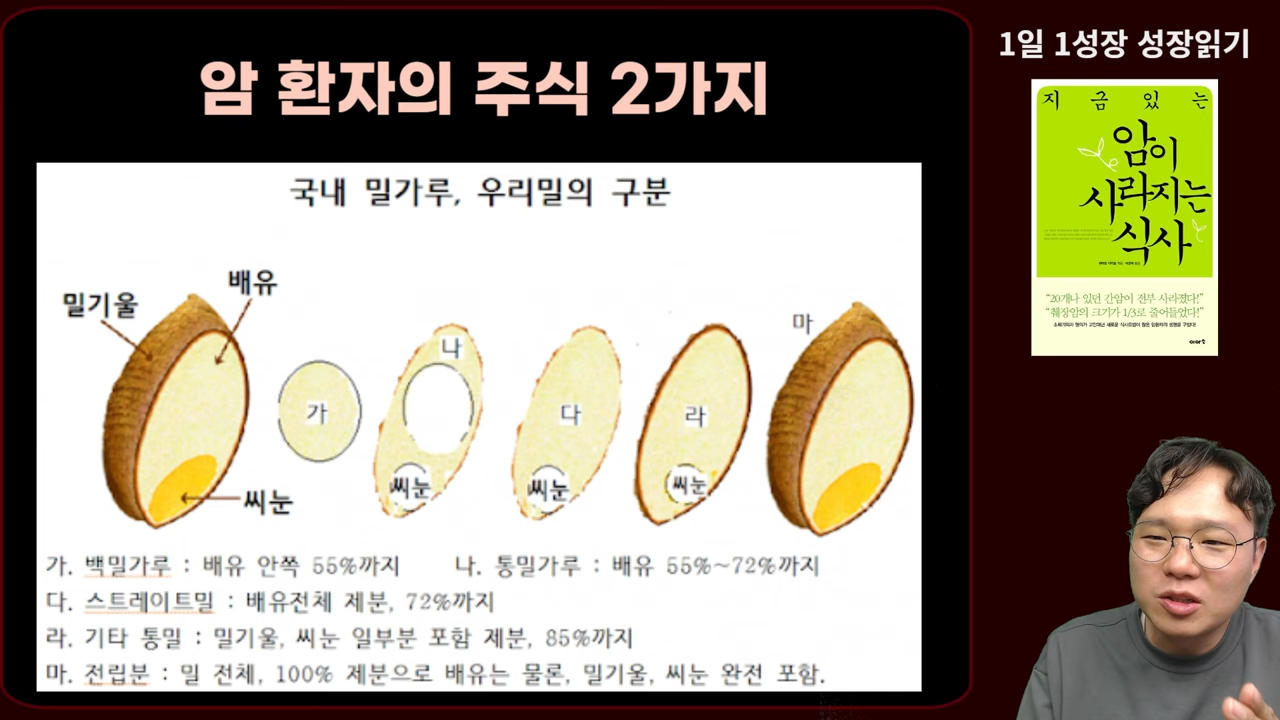 암 환자의 주식 2가지
국내 밀가루, 우리밀의 구분
밀기울
배유
씨눈
가
나
씨눈
다
씨눈
라
씨눈
마
가. 백밀가루 : 배유 안쪽 55%까지 나. 통밀가루 : 배유 55%~72%까지
다. 스트레이트밀 : 배유전체 제분, 72%까지
라. 기타 통밀 : 밀기울, 씨눈 일부분 포함 제분, 85%까지
마. 전립분 : 밀 전체, 100% 제분으로 배유는 물론, 밀기울, 씨눈 완전 포함.
1일 1성장 성장읽기
지금 있는
암이
사라지는
식사
“20개나 있던 간암이 전부 사라졌다!”
“췌장암의 크기가 1/3로 줄어들었다!”